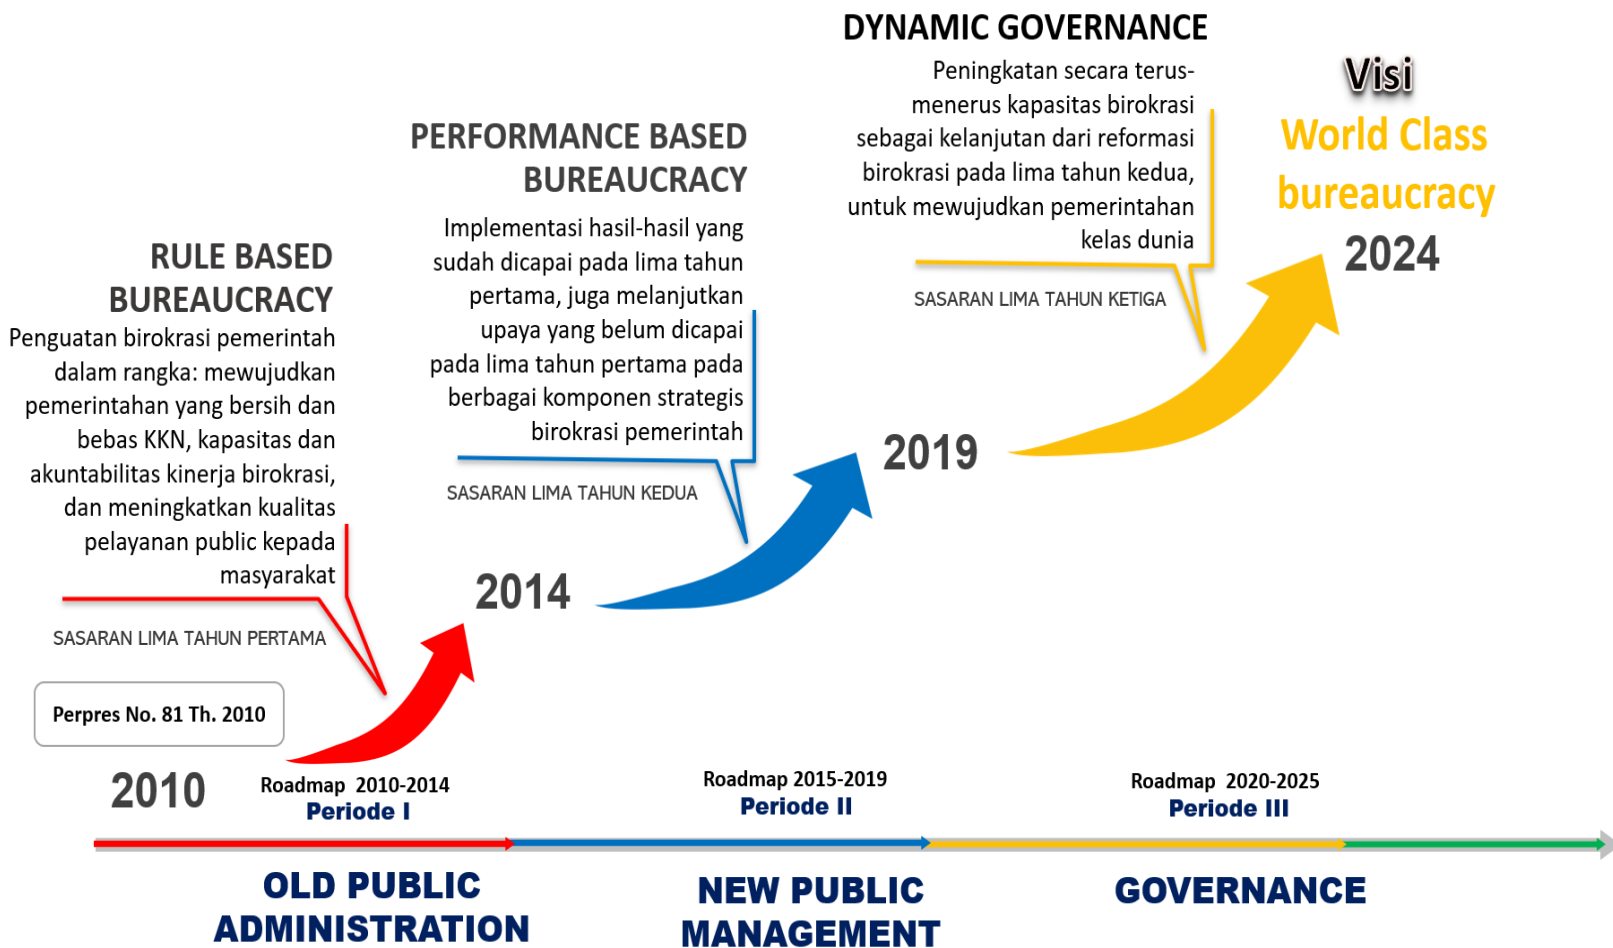 RULE BASED
BUREAUCRACY
Penguatan birokrasi pemerintah
dalam rangka: mewujudkan
pemerintahan yang bersih dan
bebas KKN, kapasitas dan
akuntabilitas kinerja birokrasi,
dan meningkatkan kualitas
pelayanan public kepada
masyarakat
SASARAN LIMA TAHUN PERTAMA
Perpres No. 81 Th. 2010
2010
PERFORMANCE BASED
BUREAUCRACY
Implementasi hasil-hasil yang
sudah dicapai pada lima tahun
pertama, juga melanjutkan
upaya yang belum dicapai
pada lima tahun pertama pada
berbagai komponen strategis
birokrasi pemerintah
SASARAN LIMA TAHUN KEDUA
2014
DYNAMIC GOVERNANCE
Peningkatan secara terus-
menerus kapasitas birokrasi
sebagai kelanjutan dari reformasi
birokrasi pada lima tahun kedua,
untuk mewujudkan pemerintahan
kelas dunia
SASARAN LIMA TAHUN KETIGA
2019
Visi
World Class
bureaucracy
2024
Roadmap 2010-2014
Periode I
Roadmap 2015-2019
Periode II
Roadmap 2020-2025
Periode III
OLD PUBLIC
ADMINISTRATION
NEW PUBLIC
MANAGEMENT
GOVERNANCE